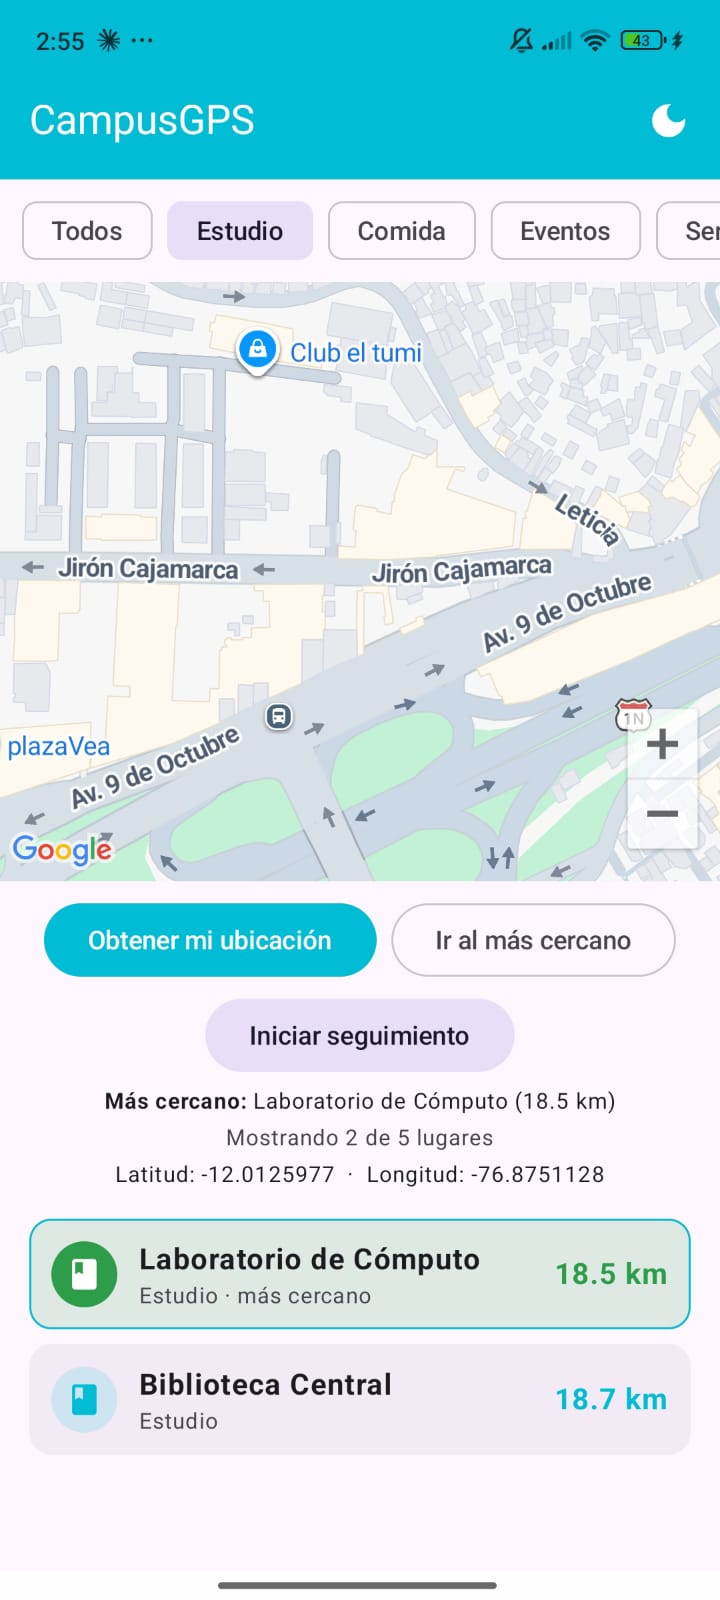 2:55
43
CampusGPS
Todos
Estudio
Comida
Eventos
Ser
Club el tumi
Leticia
Jirón Cajamarca
Jirón Cajamarca
Av. 9 de Octubre
1N
plazaVea
Av. 9 de Octubre
Google
Obtener mi ubicación
Ir al más cercano
Iniciar seguimiento
Más cercano: Laboratorio de Cómputo (18.5 km)
Mostrando 2 de 5 lugares
Latitud: -12.0125977 · Longitud: -76.8751128
Laboratorio de Cómputo
Estudio · más cercano
18.5 km
Biblioteca Central
Estudio
18.7 km